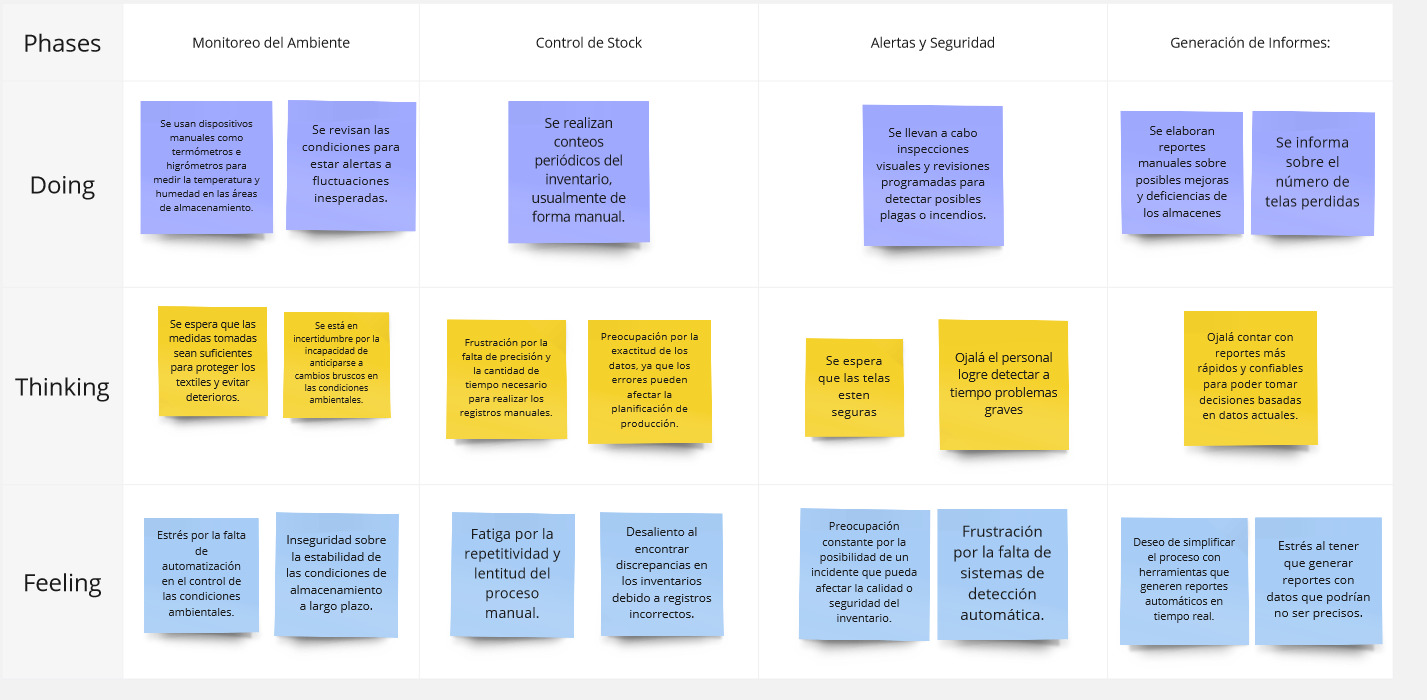 Phases
Monitoreo del Ambiente
Control de Stock
Alertas y Seguridad
Generación de Informes:
Doing
Se usan dispositivos
manuales como
termómetros e
higrómetros para
medir la temperatura y
humedad en las áreas
de almacenamiento.
Se revisan las
condiciones para
estar alertas a
fluctuaciones
inesperadas.
Se realizan
conteos
periódicos del
inventario,
usualmente de
forma manual.
Se llevan a cabo
inspecciones
visuales y revisiones
programadas para
detectar posibles
plagas o incendios.
Se elaboran
reportes
manuales sobre
posibles mejoras
y deficiencias de
los almacenes
Se informa
sobre el
número de
telas perdidas
Thinking
Se espera que las
medidas tomadas
sean suficientes
para proteger los
textiles y evitar
deterioros.
Se está en
incertidumbre por la
incapacidad de
anticiparse a
cambios bruscos en
las condiciones
ambientales.
Frustración por la
falta de precisión y
la cantidad de
tiempo necesario
para realizar los
registros manuales.
Preocupación por la
exactitud de los
datos, ya que los
errores pueden
afectar la
planificación de
producción.
Se espera
que las telas
esten
seguras
Ojalá el personal
logre detectar a
tiempo problemas
graves
Ojalá contar con
reportes más
rápidos y confiables
para poder tomar
decisiones basadas
en datos actuales.
Feeling
Estrés por la falta
de
automatización
en el control de
las condiciones
ambientales.
Inseguridad sobre
la estabilidad de
las condiciones de
almacenamiento
a largo plazo.
Fatiga por la
repetitividad y
lentitud del
proceso
manual.
Desaliento al
encontrar
discrepancias en
los inventarios
debido a registros
incorrectos.
Preocupación
constante por la
posibilidad de un
incidente que pueda
afectar la calidad o
seguridad del
inventario.
Frustración
por la falta de
sistemas de
detección
automática.
Deseo de simplificar
el proceso con
herramientas que
generen reportes
automáticos en
tiempo real.
Estrés al tener
que generar
reportes con
datos que podrían
no ser precisos.